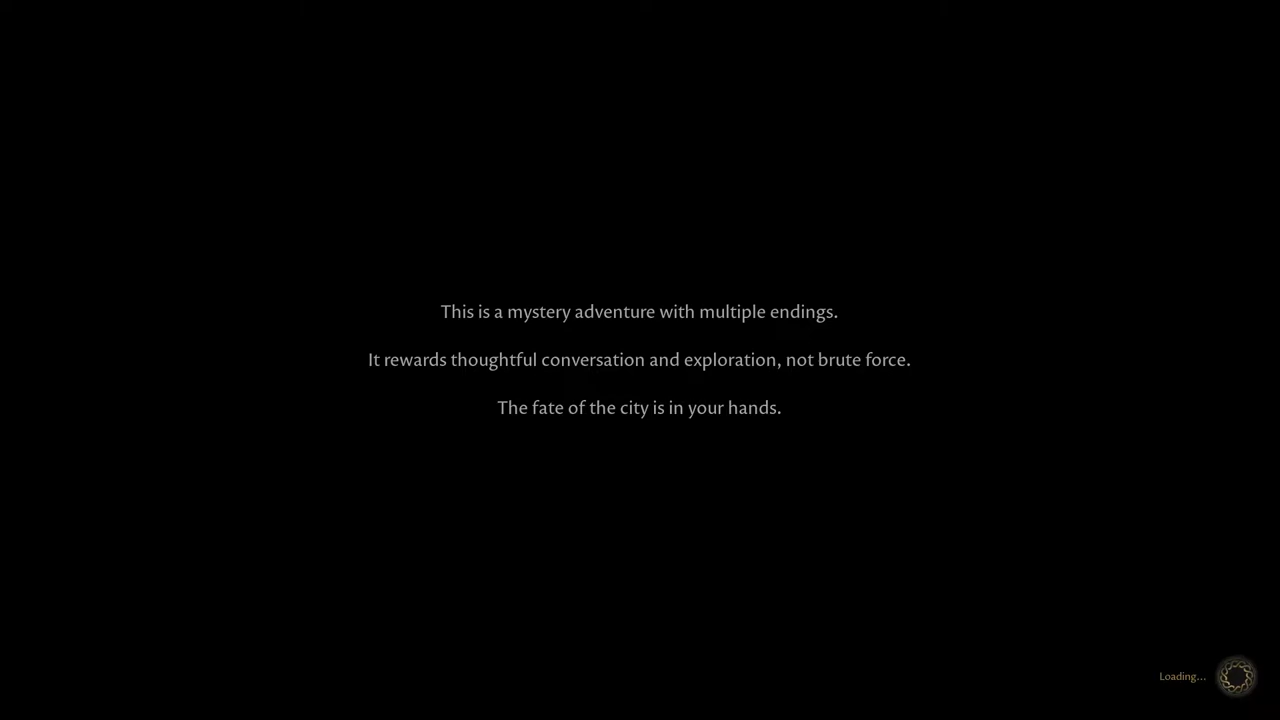 This is a mystery adventure with multiple endings.
It rewards thoughtful conversation and exploration, not brute force.
The fate of the city is in your hands.
Loading...